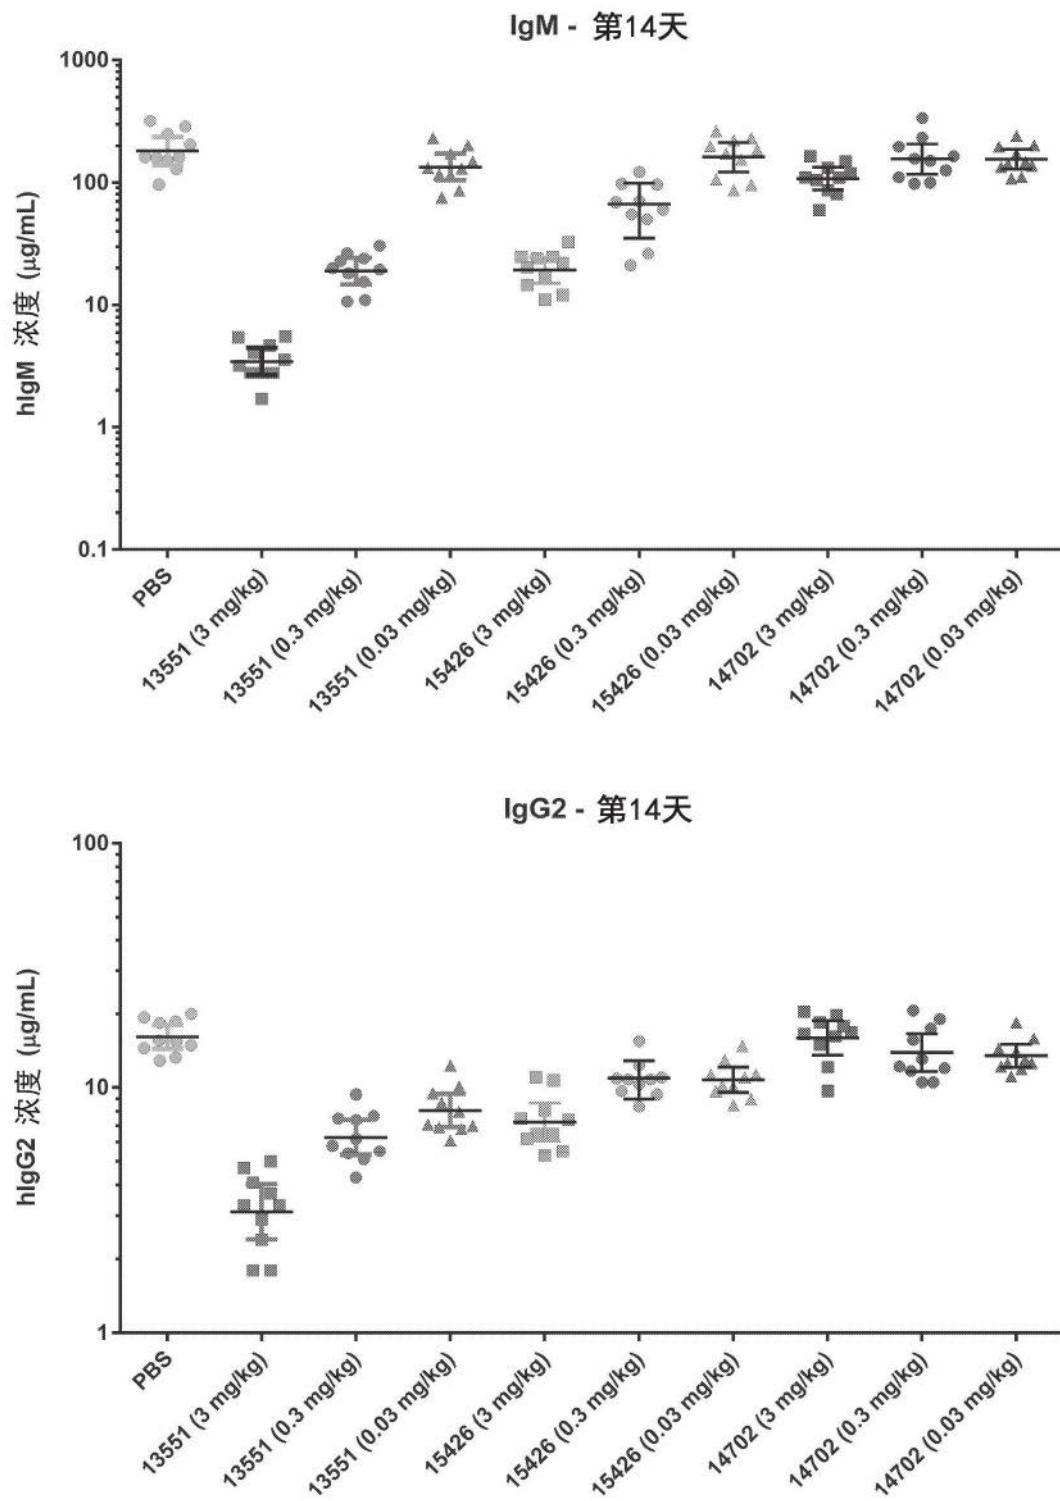 IgM - 第14天
hIgM 浓度 (μg/mL)
1000
100
10
1
0.1
PBS
13551 (3 mg/kg)
13551 (0.3 mg/kg)
13551 (0.03 mg/kg)
15426 (3 mg/kg)
15426 (0.3 mg/kg)
15426 (0.03 mg/kg)
14702 (3 mg/kg)
14702 (0.3 mg/kg)
14702 (0.03 mg/kg)
IgG2 - 第14天
hIgG2 浓度 (μg/mL)
100
10
1
PBS
13551 (3 mg/kg)
13551 (0.3 mg/kg)
13551 (0.03 mg/kg)
15426 (3 mg/kg)
15426 (0.3 mg/kg)
15426 (0.03 mg/kg)
14702 (3 mg/kg)
14702 (0.3 mg/kg)
14702 (0.03 mg/kg)